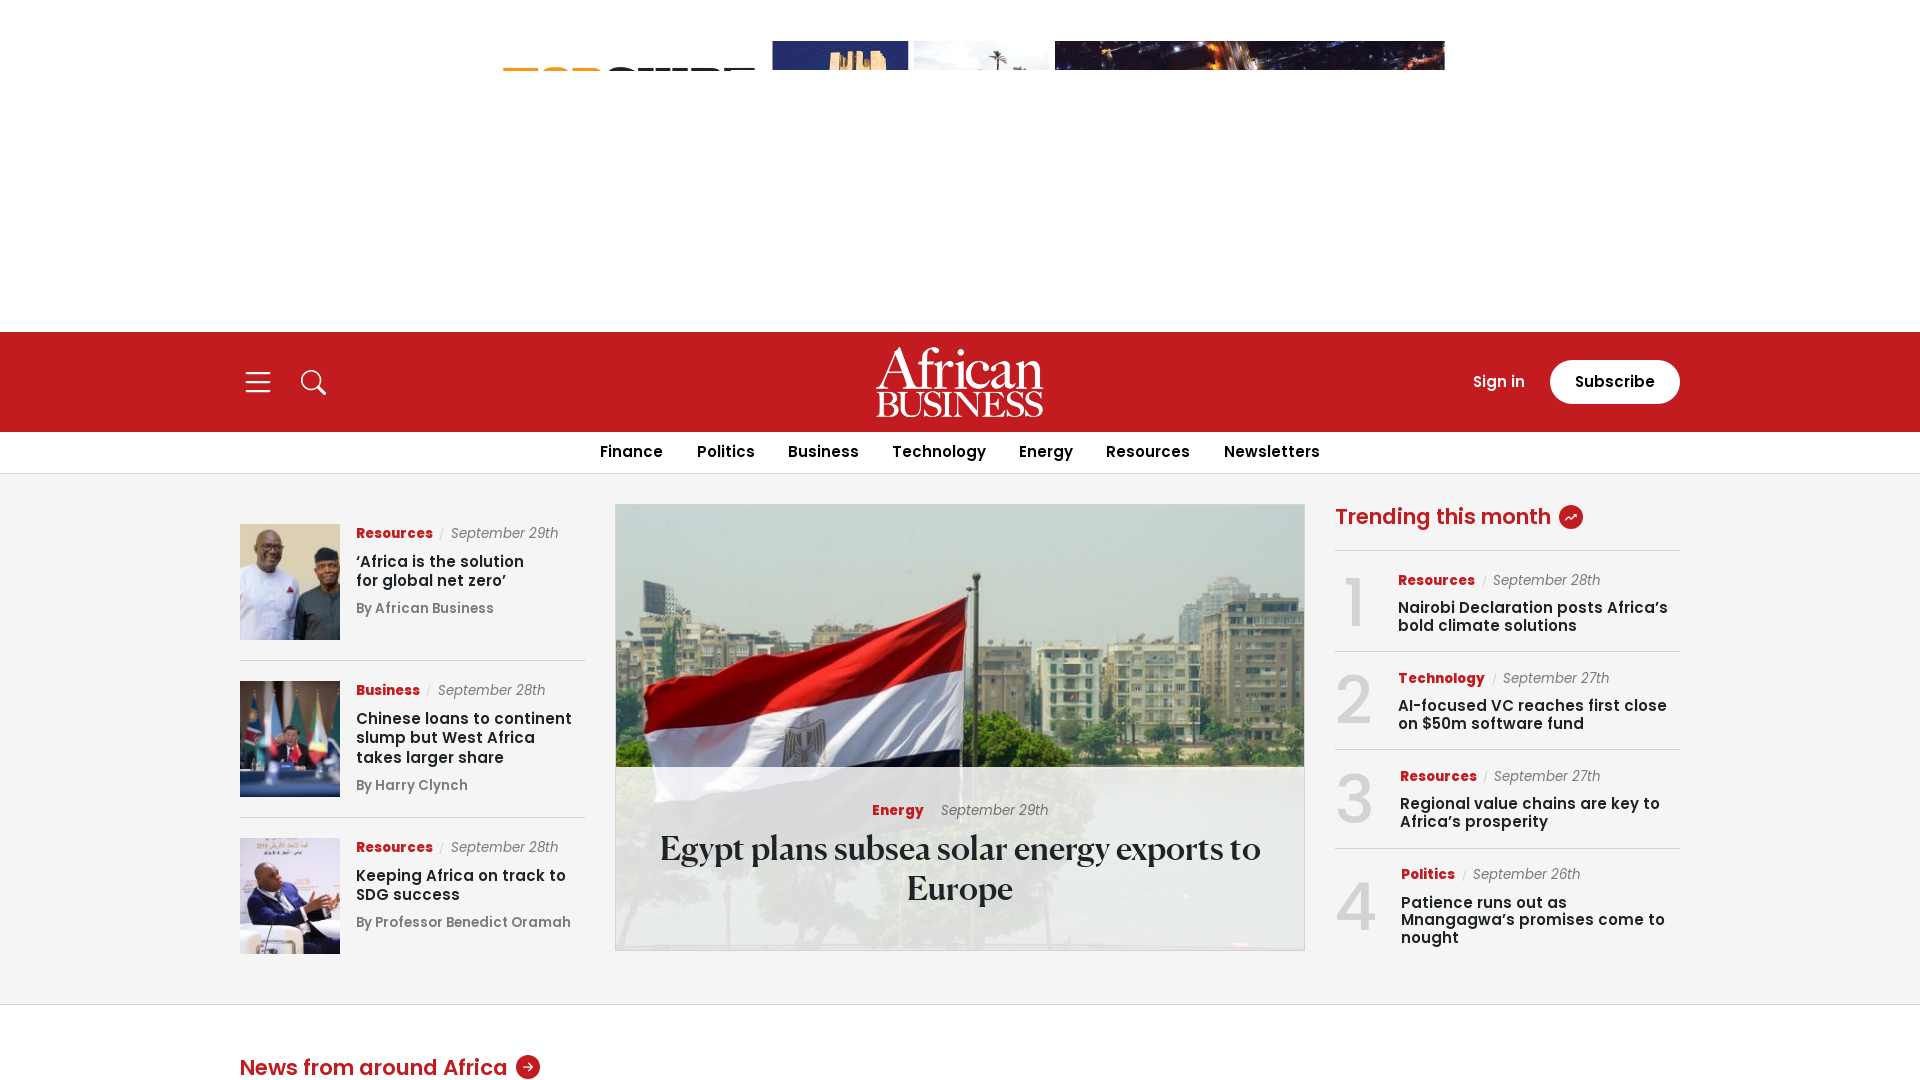 African
BUSINESS
Sign in
Subscribe
Finance
Politics
Business
Technology
Energy
Resources
Newsletters
Resources / September 29th
‘Africa is the solution
for global net zero’
By African Business
Business / September 28th
Chinese loans to continent
slump but West Africa
takes larger share
By Harry Clynch
Resources / September 28th
Keeping Africa on track to
SDG success
By Professor Benedict Oramah
Energy September 29th
Egypt plans subsea solar energy exports to
Europe
Trending this month
1
Resources / September 28th
Nairobi Declaration posts Africa’s
bold climate solutions
2
Technology / September 27th
AI-focused VC reaches first close
on $50m software fund
3
Resources / September 27th
Regional value chains are key to
Africa’s prosperity
4
Politics / September 26th
Patience runs out as
Mnangagwa’s promises come to
nought
News from around Africa